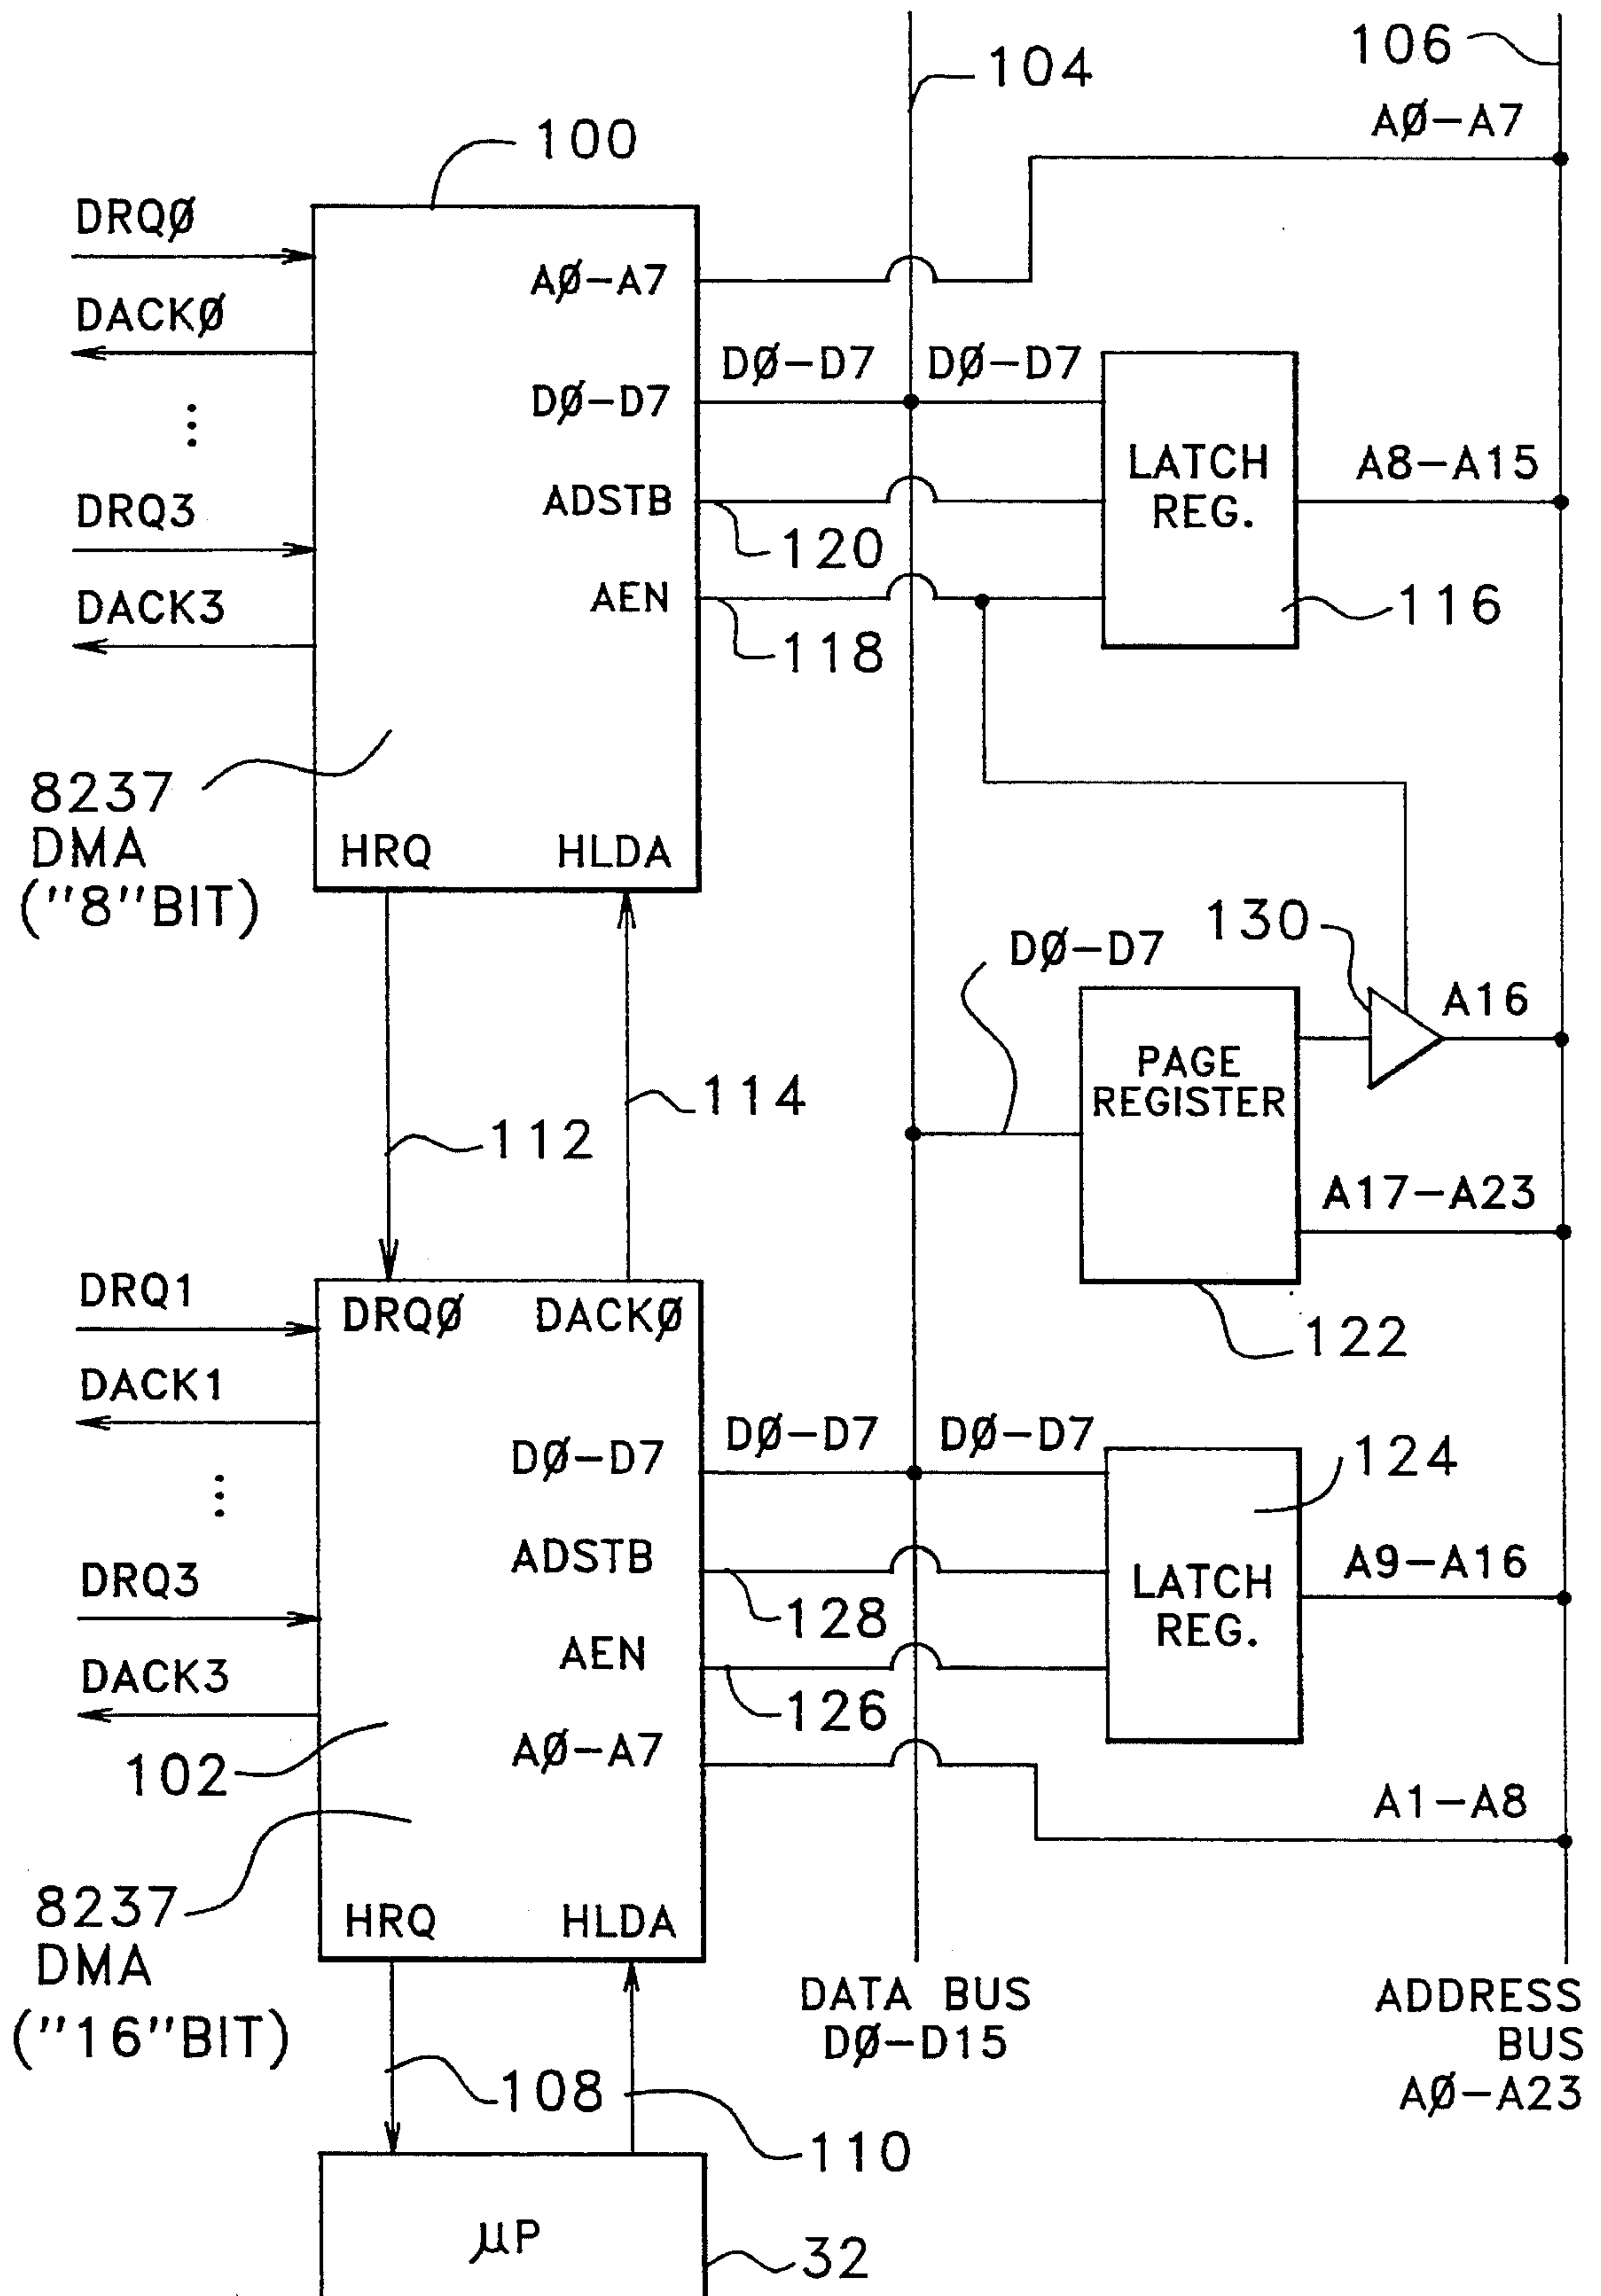 104
106
AØ-A7
100
DRQØ
AØ-A7
DACKØ
DØ-D7
DØ-D7
DØ-D7
LATCH
REG.
A8-A15
ADSTB
DRQ3
120
AEN
DACK3
118
116
8237
DMA
("8"BIT)
HRQ
HLDA
DØ-D7
130
A16
PAGE
REGISTER
114
112
A17-A23
DRQ1
DRQØ
DACKØ
122
DACK1
DØ-D7
DØ-D7
DØ-D7
124
ADSTB
A9-A16
DRQ3
LATCH
REG.
128
AEN
DACK3
126
102
AØ-A7
A1-A8
8237
DMA
("16"BIT)
HRQ
HLDA
DATA BUS
DØ-D15
ADDRESS
BUS
AØ-A23
108
110
µP
32